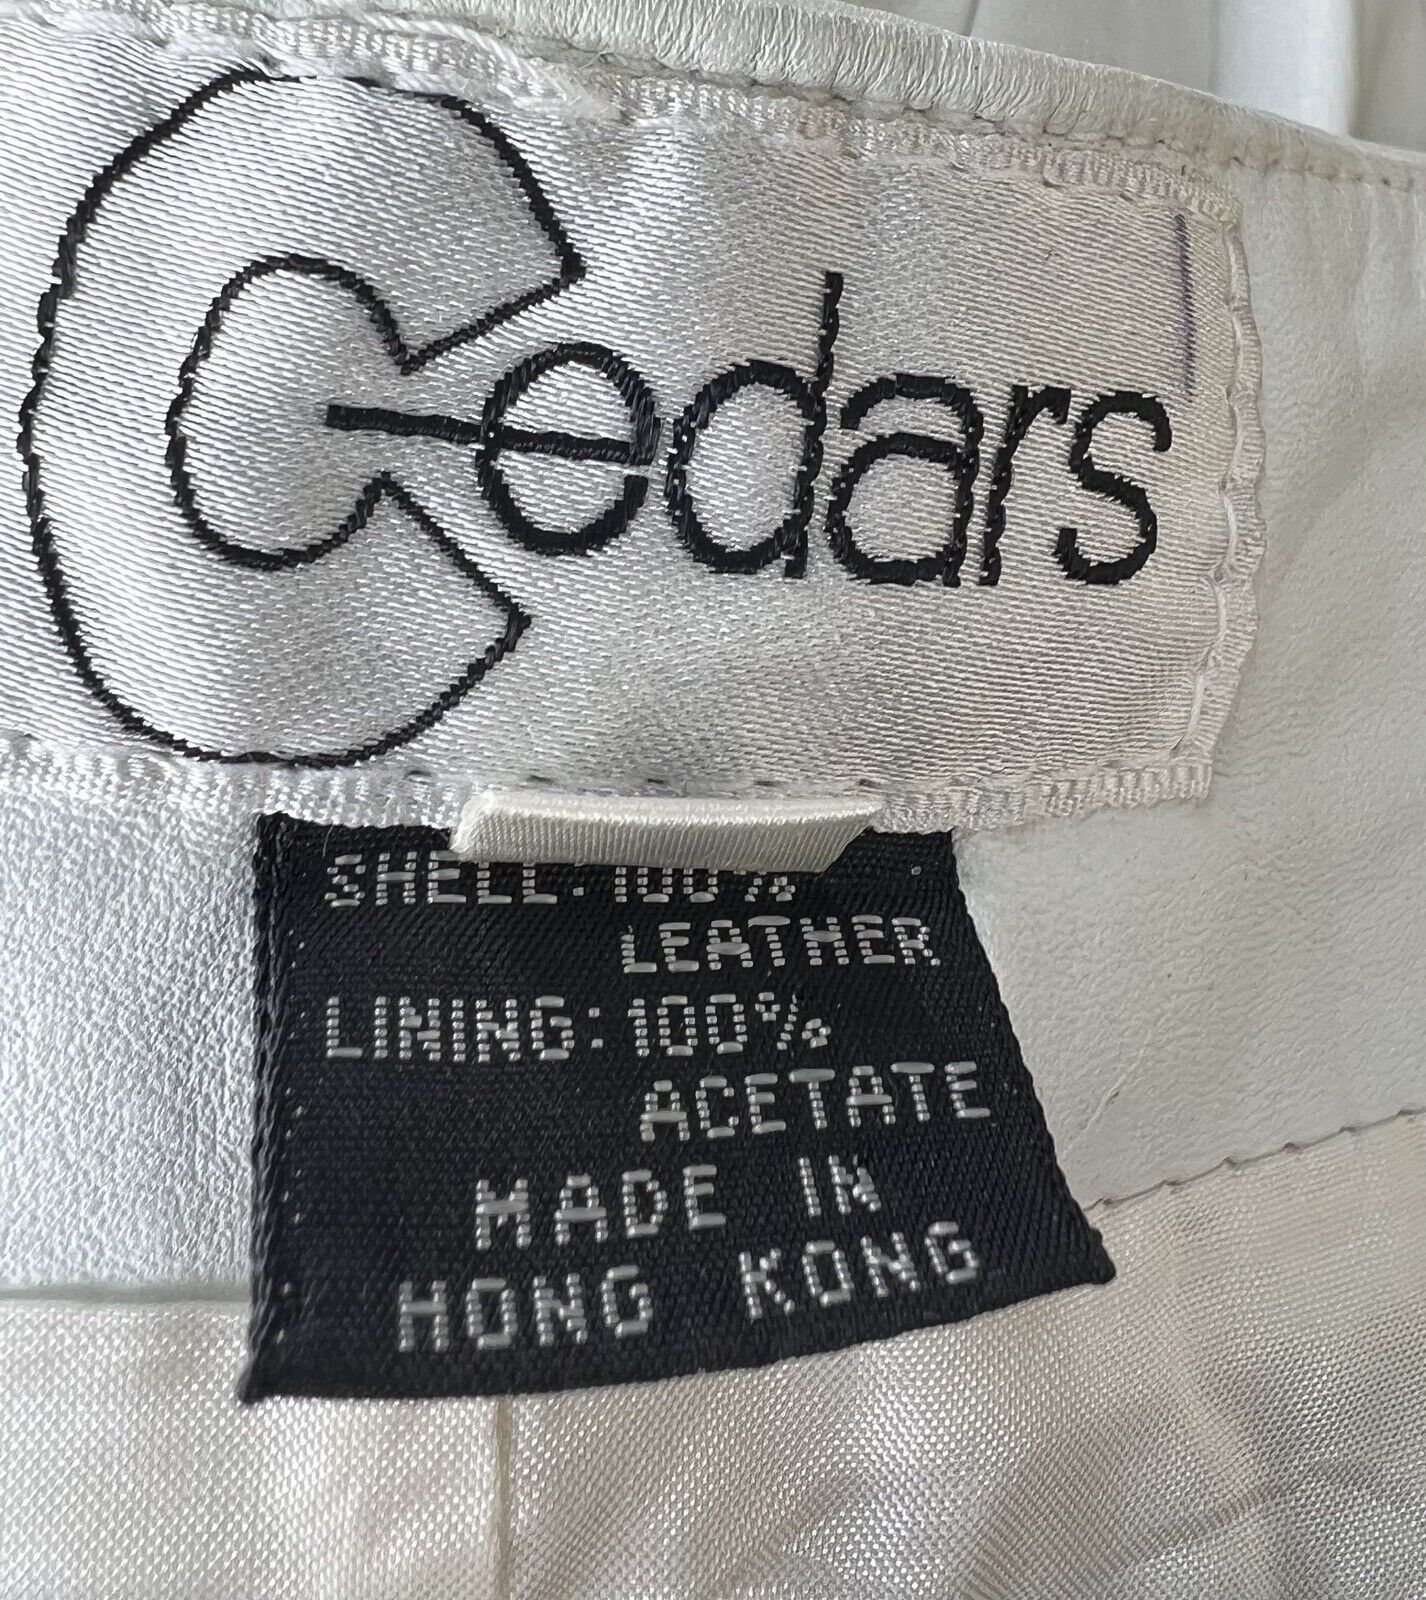 Cedars
SHELL: 100%
LEATHER
LINING: 100%
ACETATE
MADE IN
HONG KONG